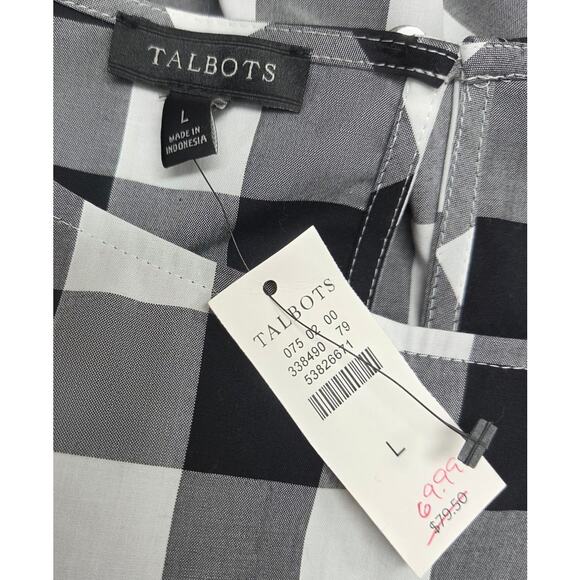 TALBOTS
L
MADE IN
INDONESIA
TALBOTS
075 02 00
338490 79
53826671
L
69.99
$79.50